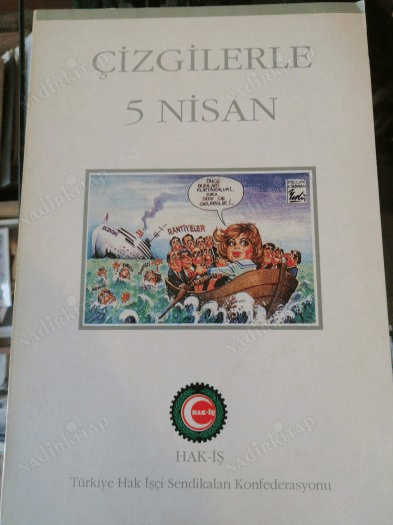 ÇİZGİLERLE
5 NİSAN
ÖNCE
BUNLARI
KURTARALIM!..
SIRA
SİZE DE
GELECEK!..
RANTİYELER
HAK-İŞ
HAK-İŞ
Türkiye Hak İşçi Sendikaları Konfederasyonu
nadirkitap